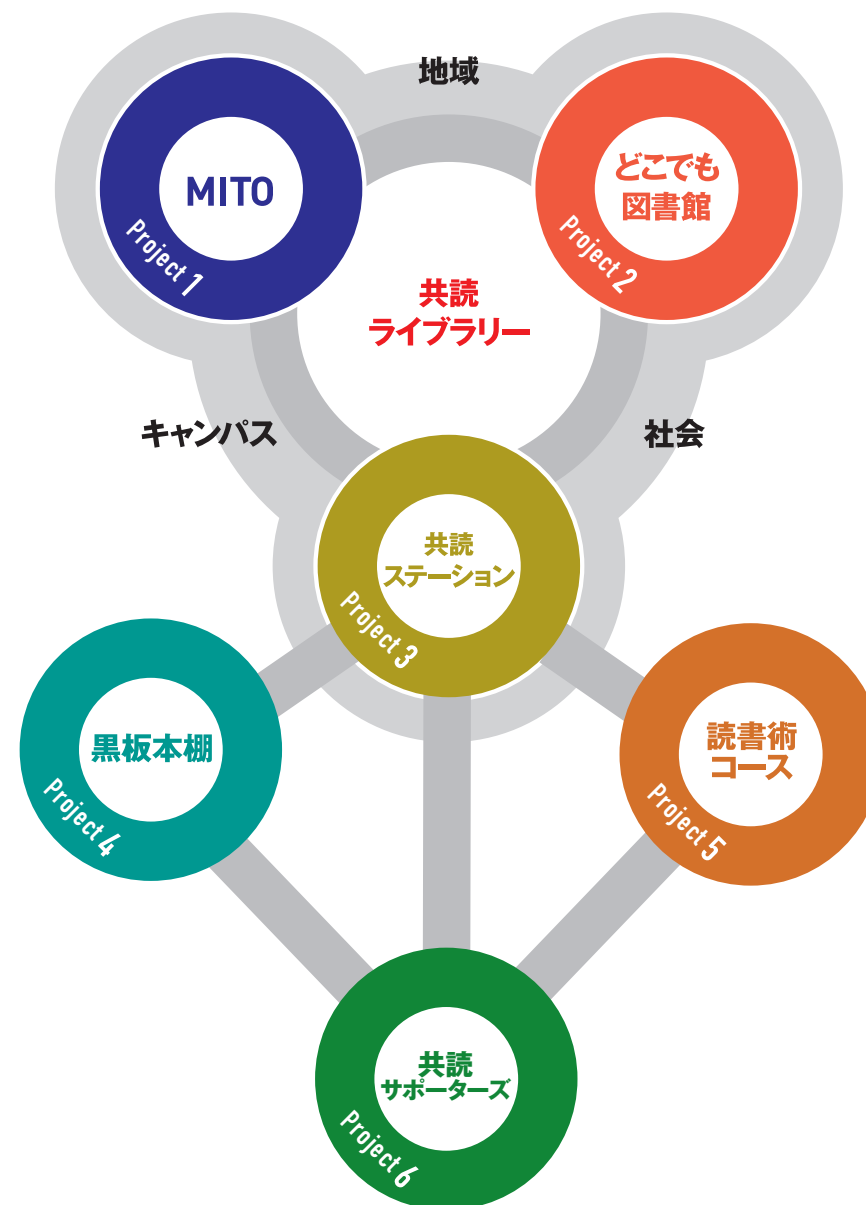 地域
MITO
Project 1
どこでも
図書館
Project 2
共読
ライブラリー
キャンパス
社会
共読
ステーション
Project 3
黒板本棚
Project 4
読書術
コース
Project 5
共読
サポーターズ
Project 6